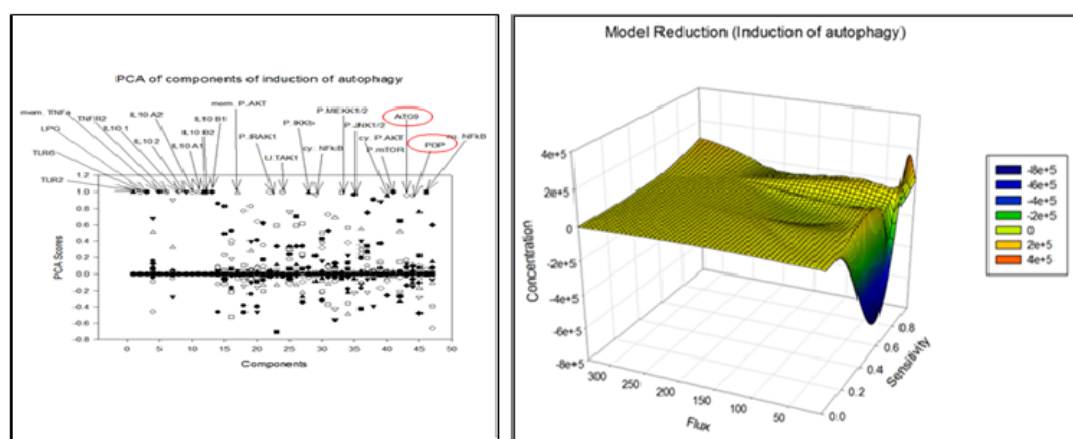 PCA of components of induction of autophagy
mem. P.AKT
P.MEKK1/2
ATG9
mem. TNFa
TNFR2
IL10 A2
IL10 B1
P.IKKb
P.JNK1/2
LPG
IL10 1
IL10 B2
P.IRAK1
cy. P.AKT
PGP
cy. NFkB
TLR6
IL10 2
IL10 A1
U.TAK1
cy. NFkB
P.mTOR
TLR2
PCA Scores
1.2
1.0
0.8
0.6
0.4
0.2
0.0
-0.2
-0.4
-0.6
-0.8
0 5 10 15 20 25 30 35 40 45 50
Components
Model Reduction (Induction of autophagy)
Concentration
4e+5
2e+5
0
-2e+5
-4e+5
-6e+5
-8e+5
300 250 200 150 100 50
Flux
0.0 0.2 0.4 0.6 0.8
Sensitivity
-8e+5
-6e+5
-4e+5
-2e+5
0
2e+5
4e+5